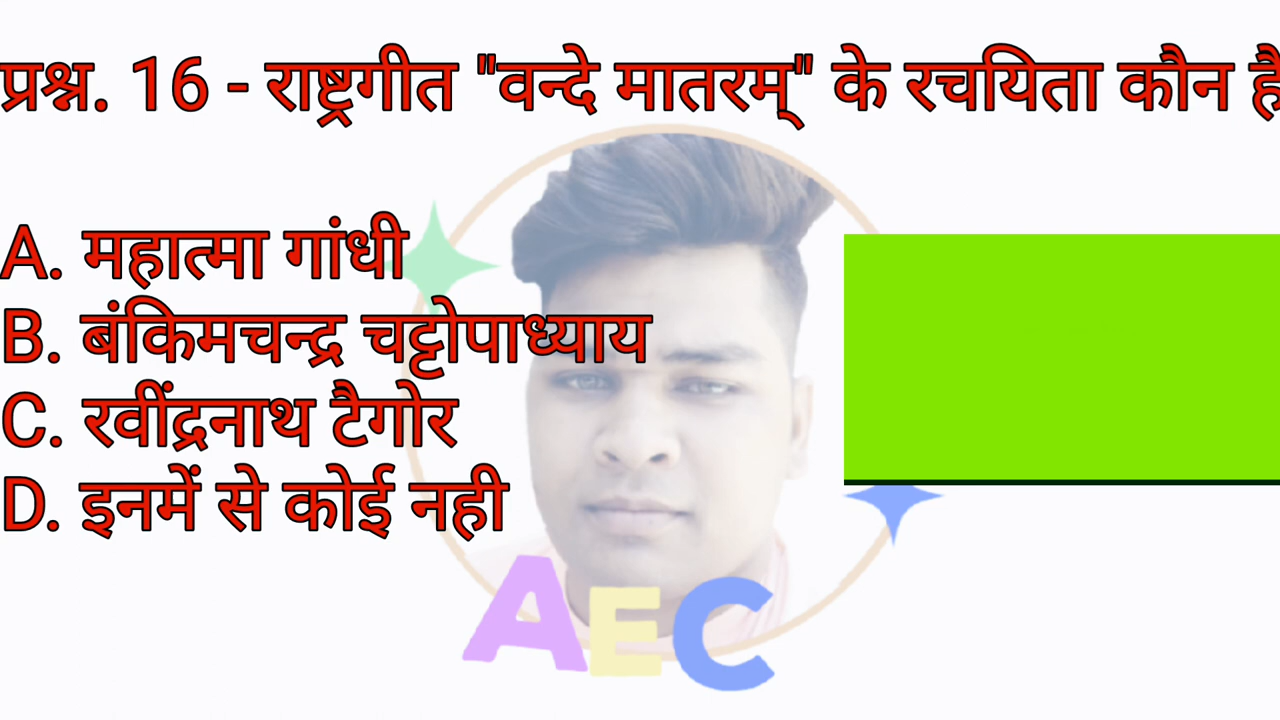 प्रश्न. 16 - राष्ट्रगीत "वन्दे मातरम्" के रचयिता कौन है
A. महात्मा गांधी
B. बंकिमचन्द्र चट्टोपाध्याय
C. रवींद्रनाथ टैगोर
D. इनमें से कोई नही
AEC